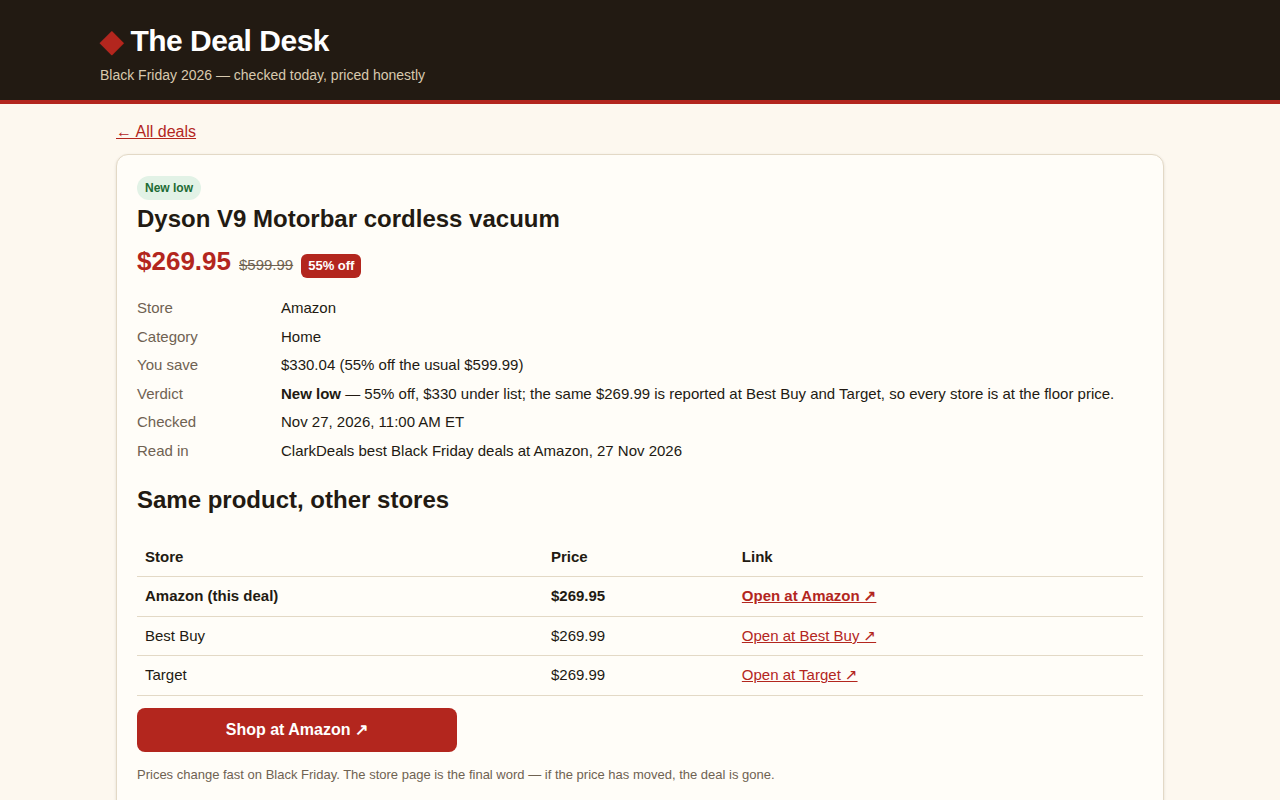 The Deal Desk
Black Friday 2026 — checked today, priced honestly
← All deals
New low
Dyson V9 Motorbar cordless vacuum
$269.95 $599.99 55% off
Store Amazon
Category Home
You save $330.04 (55% off the usual $599.99)
Verdict New low — 55% off, $330 under list; the same $269.99 is reported at Best Buy and Target, so every store is at the floor price.
Checked Nov 27, 2026, 11:00 AM ET
Read in ClarkDeals best Black Friday deals at Amazon, 27 Nov 2026
Same product, other stores
Store Price Link
Amazon (this deal) $269.95 Open at Amazon ↗
Best Buy $269.99 Open at Best Buy ↗
Target $269.99 Open at Target ↗
Shop at Amazon ↗
Prices change fast on Black Friday. The store page is the final word — if the price has moved, the deal is gone.